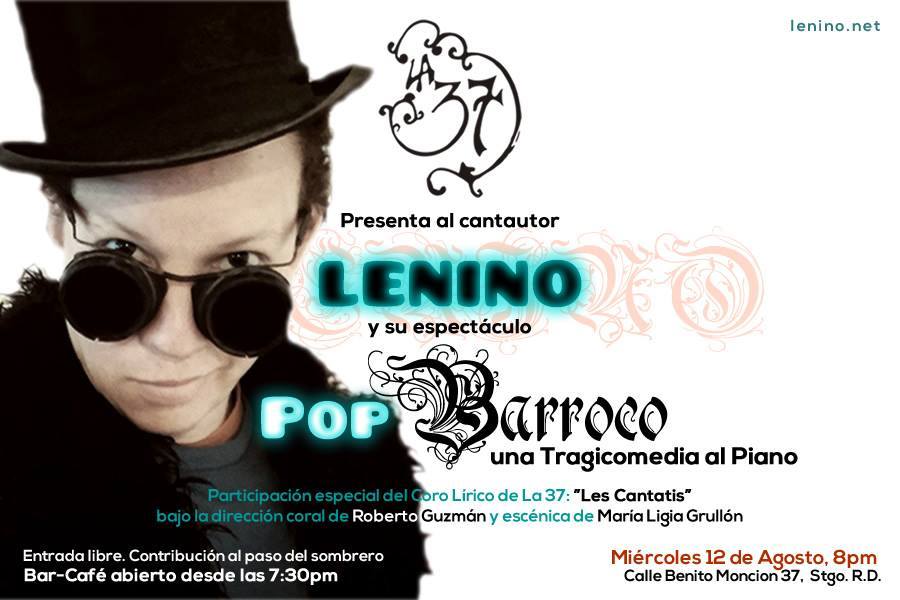 lenino.net
LA 37
Presenta al cantautor
LENINO
y su espectáculo
Pop Barroco
una Tragicomedia al Piano
Participación especial del Coro Lírico de La 37: "Les Cantatis"
bajo la dirección coral de Roberto Guzmán y escénica de María Ligia Grullón
Entrada libre. Contribución al paso del sombrero
Bar-Café abierto desde las 7:30pm
Miércoles 12 de Agosto, 8pm
Calle Benito Moncion 37, Stgo. R.D.